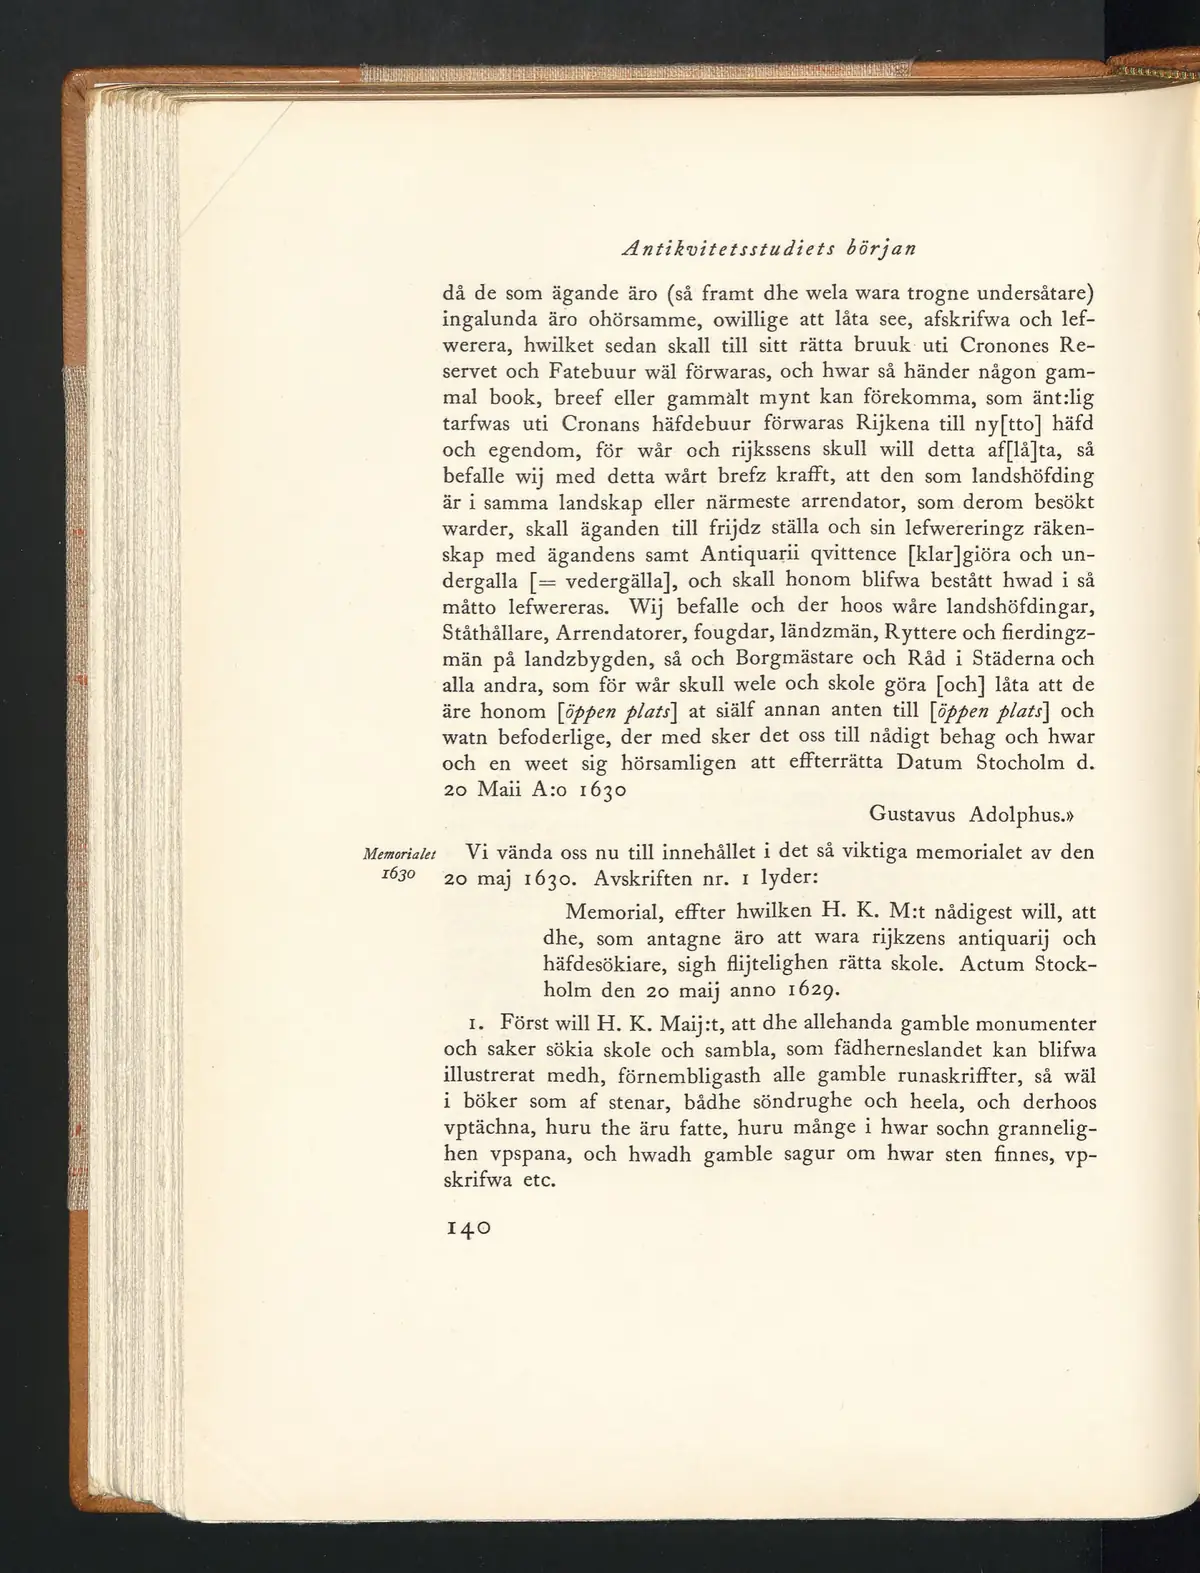 Antikvitetsstudiets början
då de som ägande äro (så framt dhe wela wara trogne undersåtare)
ingalunda äro ohörsamme, owillige att låta see, afskrifwa och lef-
werera, hwilket sedan skall till sitt rätta bruuk uti Cronones Re-
servet och Fatebuur wäl förwaras, och hwar så händer någon gam-
mal book, breef eller gammalt mynt kan förekomma, som änt:lig
tarfwas uti Cronans häfdebuur förwaras Rijkena till ny[tto] häfd
och egendom, för wår och rijkssens skull will detta af[lå]ta, så
befalle wij med detta wårt brefz krafft, att den som landshöfding
är i samma landskap eller närmeste arrendator, som derom besökt
warder, skall äganden till frijdz ställa och sin lefwereringz räken-
skap med ägandens samt Antiquarii qvittence [klar]giöra och un-
dergalla [= vedergälla], och skall honom blifwa bestått hwad i så
måtto lefwereras. Wij befalle och der hoos wåre landshöfdingar,
Ståthållare, Arrendatorer, fougdar, ländzmän, Ryttere och fierdingz-
män på landzbygden, så och Borgmästare och Råd i Städerna och
alla andra, som för wår skull wele och skole göra [och] låta att de
äre honom [öppen plats] at siälf annan anten till [öppen plats] och
watn befoderlige, der med sker det oss till nådigt behag och hwar
och en weet sig hörsamligen att effterrätta Datum Stocholm d.
20 Maii A:o 1630
Gustavus Adolphus.»
Memorialet
1630
Vi vända oss nu till innehållet i det så viktiga memorialet av den
20 maj 1630. Avskriften nr. 1 lyder:
Memorial, effter hwilken H. K. M:t nådigest will, att
dhe, som antagne äro att wara rijkzens antiquarij och
häfdesökiare, sigh flijtelighen rätta skole. Actum Stock-
holm den 20 maij anno 1629.
1. Först will H. K. Maij:t, att dhe allehanda gamble monumenter
och saker sökia skole och sambla, som fädherneslandet kan blifwa
illustrerat medh, förnembligasth alle gamble runaskriffter, så wäl
i böker som af stenar, bådhe söndrughe och heela, och derhoos
vptächna, huru the äru fatte, huru månge i hwar sochn grannelig-
hen vpspana, och hwadh gamble sagur om hwar sten finnes, vp-
skrifwa etc.
140